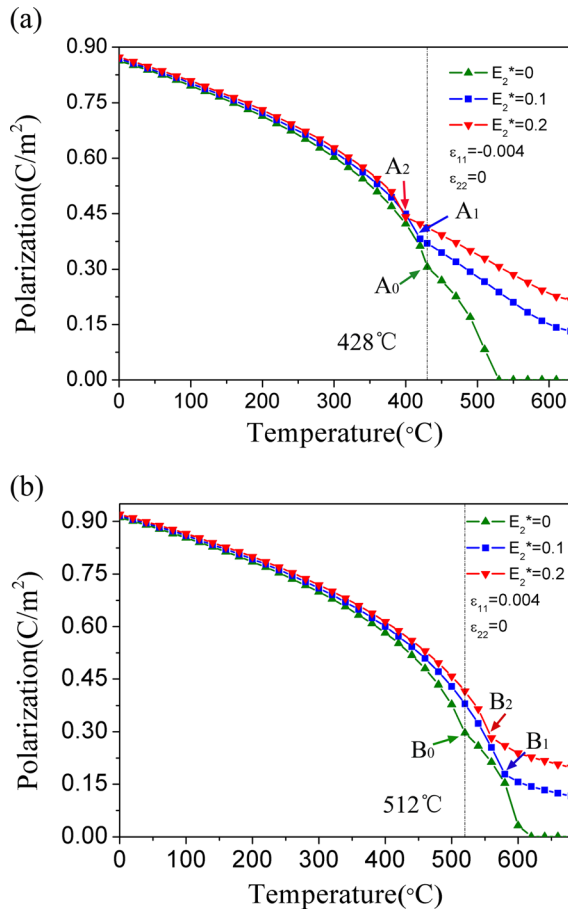 (a)
0.90
0.75
0.60
0.45
0.30
0.15
0.00
Polarization(C/m²)
E₂*=0
E₂*=0.1
E₂*=0.2
ε₁₁=-0.004
ε₂₂=0
A₂
A₁
A₀
428℃
0 100 200 300 400 500 600
Temperature(°C)
(b)
0.90
0.75
0.60
0.45
0.30
0.15
0.00
Polarization(C/m²)
E₂*=0
E₂*=0.1
E₂*=0.2
ε₁₁=0.004
ε₂₂=0
B₂
B₁
B₀
512℃
0 100 200 300 400 500 600
Temperature(°C)